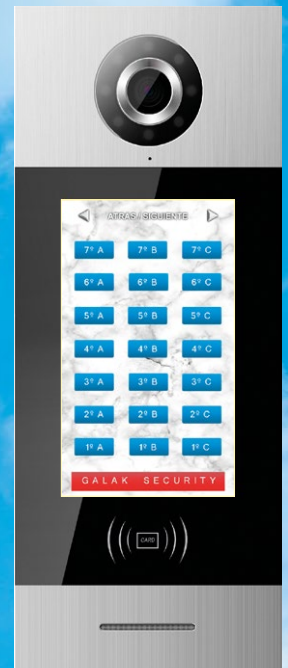 ATRAS / SIGUIENTE
7º A 7º B 7º C
6º A 6º B 6º C
5º A 5º B 5º C
4º A 4º B 4º C
3º A 3º B 3º C
2º A 2º B 2º C
1º A 1º B 1º C
GALAK SECURITY
CARD